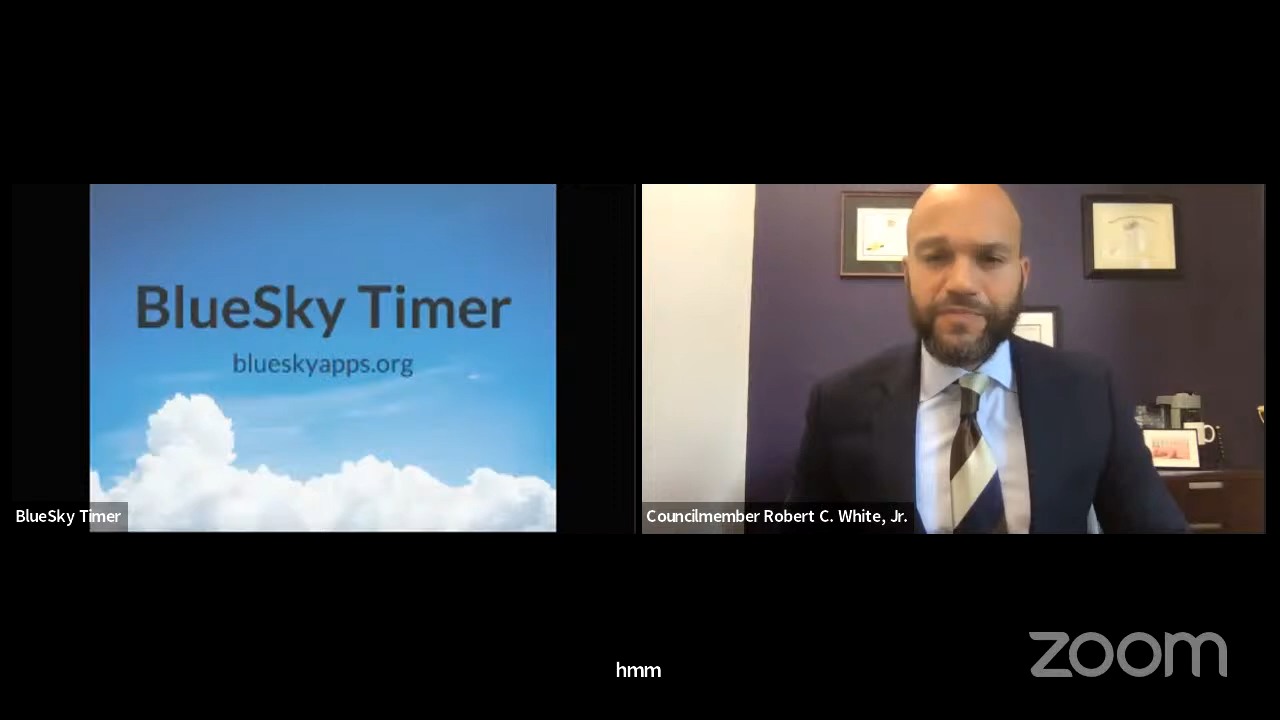 BlueSky Timer
blueskyapps.org
BlueSky Timer
Councilmember Robert C. White, Jr.
hmm
zoom